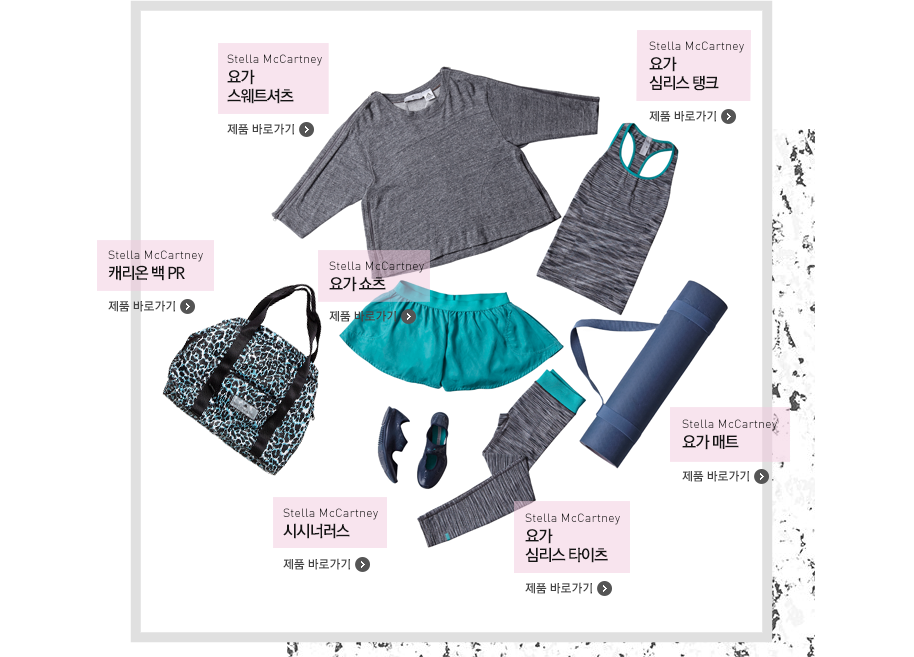 Stella McCartney
요가
스웨트셔츠
제품 바로가기
Stella McCartney
요가
심리스 탱크
제품 바로가기
Stella McCartney
캐리온 백 PR
제품 바로가기
Stella McCartney
요가 쇼츠
제품 바로가기
Stella McCartney
요가 매트
제품 바로가기
Stella McCartney
시시너러스
제품 바로가기
Stella McCartney
요가
심리스 타이츠
제품 바로가기